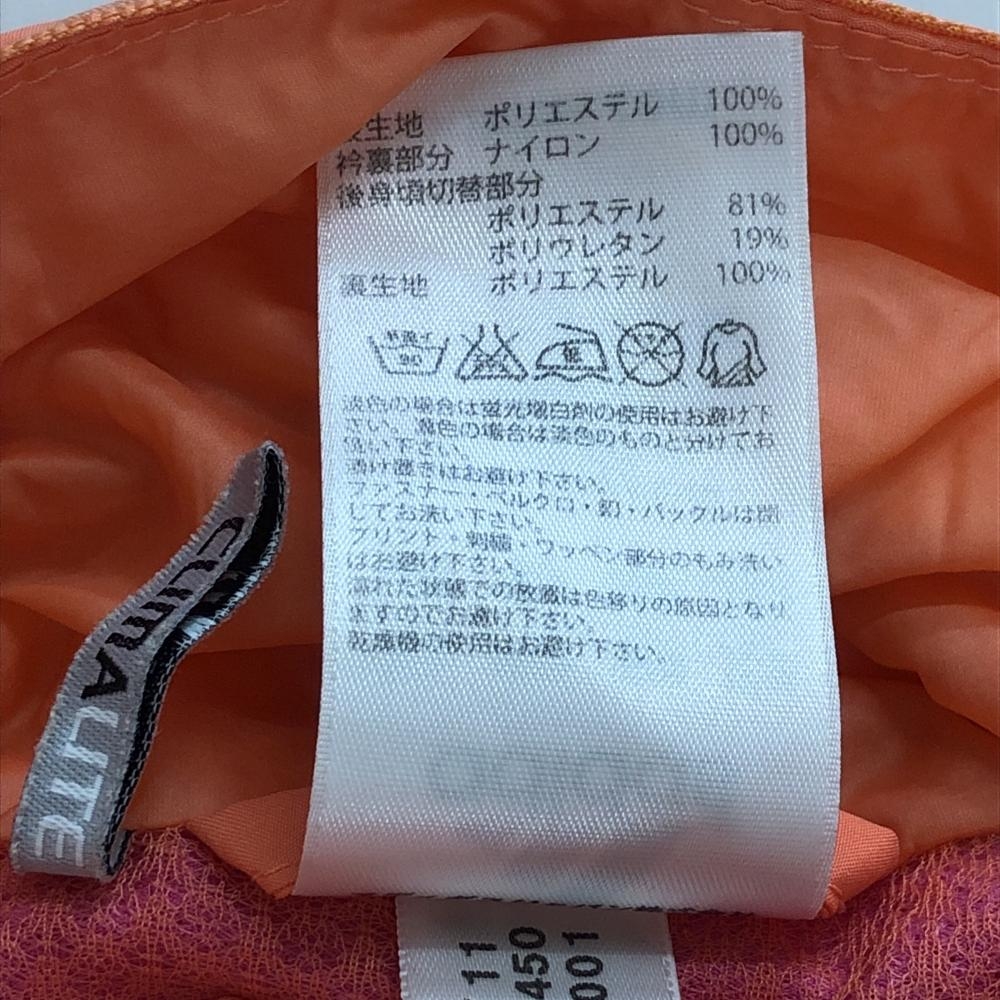 表生地 ポリエステル 100%
衿裏部分 ナイロン 100%
後身頃切替部分
ポリエステル 81%
ポリウレタン 19%
裏生地 ポリエステル 100%
淡色の場合は蛍光増白剤の使用はお避け下
さい。濃色の場合は淡色のものと分けてお
洗い下さい。
漬け置きはお避け下さい。
ファスナー・ベルクロ・釦・バックルは閉
してお洗い下さい。
プリント・刺繍・ワッペン部分のもみ洗い
はお避け下さい。
濡れた状態での放置は色移りの原因となり
ますのでお避け下さい。
乾燥機の使用はお避け下さい。
CLIMALITE
11
450
001